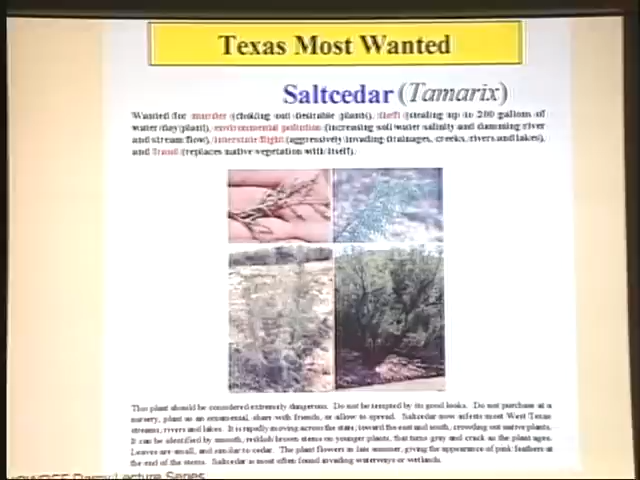 Texas Most Wanted
Saltcedar (Tamarix)
Wanted for murder (choking out desirable plants), theft (stealing up to 200 gallons of
water/day/plant), environmental pollution (increasing soil/water salinity and damming river
and stream flow), interstate flight (aggressively invading drainages, creeks, rivers and lakes),
and fraud (replaces native vegetation with itself).
This plant should be considered extremely dangerous. Do not be tempted by its good looks. Do not purchase at a
nursery, plant as an ornamental, share with friends, or allow to spread. Saltcedar now infests most West Texas
streams, rivers and lakes. It is rapidly moving across the state, toward the east and south, crowding out native plants.
It can be identified by smooth, reddish brown stems on younger plants, that turns gray and crack as the plant ages.
Leaves are small, and similar to cedar. The plant flowers in late summer, giving the appearance of pink feathers at
the end of the stems. Saltcedar is most often found invading waterways or wetlands.
Lecture Series